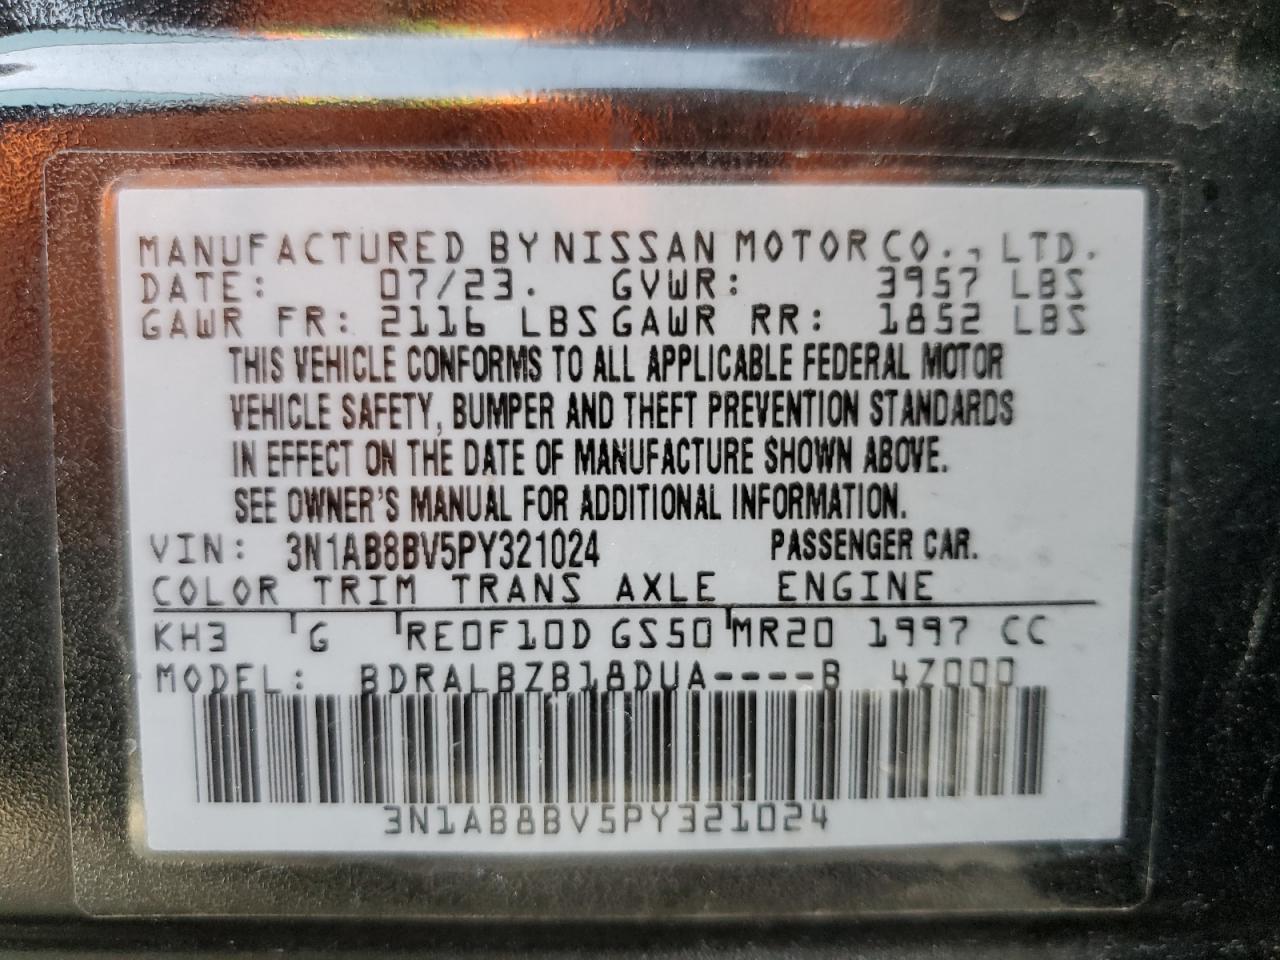 MANUFACTURED BY NISSAN MOTOR CO., LTD.
DATE: 07/23. GVWR: 3957 LBS
GAWR FR: 2116 LBS GAWR RR: 1852 LBS
THIS VEHICLE CONFORMS TO ALL APPLICABLE FEDERAL MOTOR
VEHICLE SAFETY, BUMPER AND THEFT PREVENTION STANDARDS
IN EFFECT ON THE DATE OF MANUFACTURE SHOWN ABOVE.
SEE OWNER'S MANUAL FOR ADDITIONAL INFORMATION.
VIN: 3N1AB8BV5PY321024 PASSENGER CAR.
COLOR TRIM TRANS AXLE ENGINE
KH3 G RE0F10D GS50 MR20 1997 CC
MODEL: BDRALBZB18DUA----B 4Z000
3N1AB8BV5PY321024